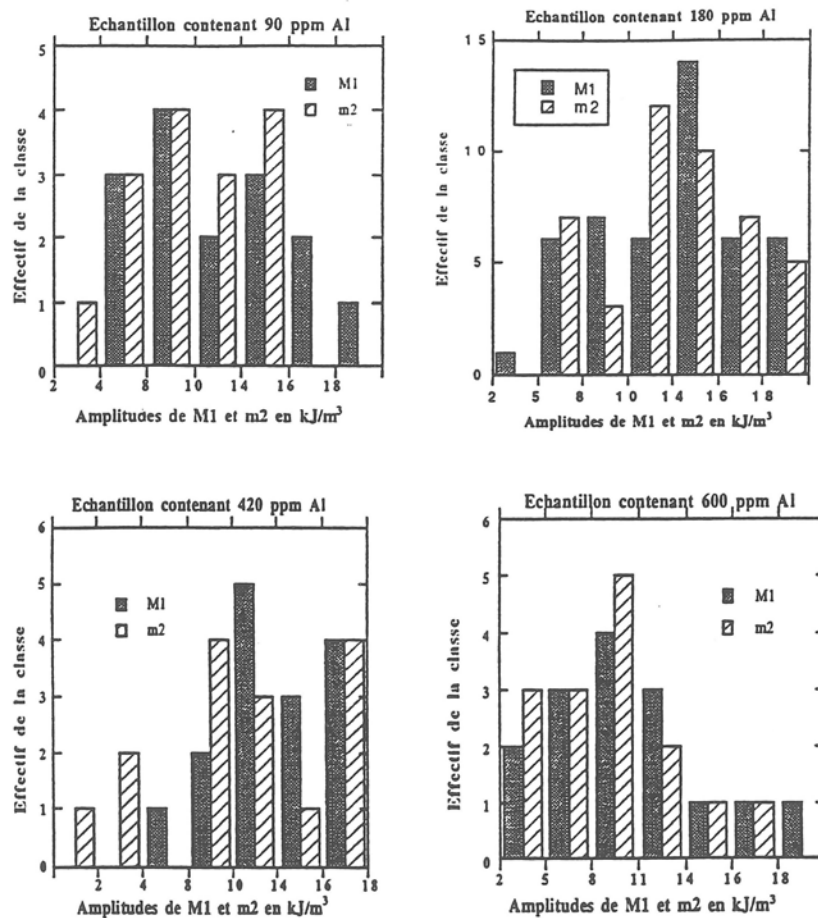 Echantillon contenant 90 ppm Al
5
4
3
2
1
0
Effectif de la classe
M1
m2
2 4 8 10 14 16 18
Amplitudes de M1 et m2 en kJ/m³
Echantillon contenant 180 ppm Al
15
10
5
0
Effectif de la classe
M1
m2
2 5 8 10 14 16 18
Amplitudes de M1 et m2 en kJ/m³
Echantillon contenant 420 ppm Al
6
5
4
3
2
1
0
Effectif de la classe
M1
m2
2 4 8 10 14 16 18
Amplitudes de M1 et m2 en kJ/m³
Echantillon contenant 600 ppm Al
6
5
4
3
2
1
0
Effectif de la classe
M1
m2
2 5 8 11 14 16 18
Amplitudes de M1 et m2 en kJ/m³